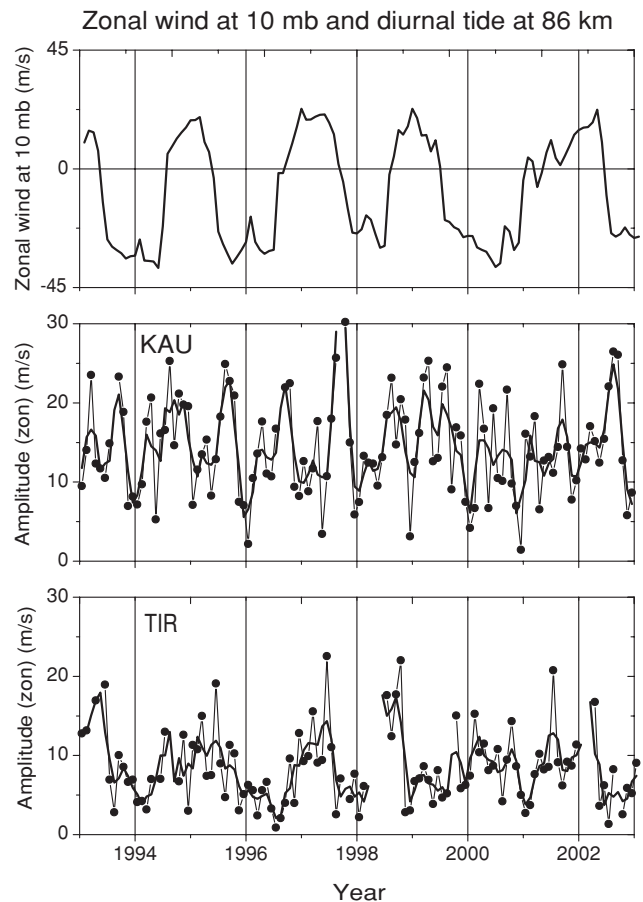 Zonal wind at 10 mb and diurnal tide at 86 km
45
0
-45
Zonal wind at 10 mb (m/s)
KAU
30
20
10
0
Amplitude (zon) (m/s)
TIR
30
20
10
0
Amplitude (zon) (m/s)
1994 1996 1998 2000 2002
Year